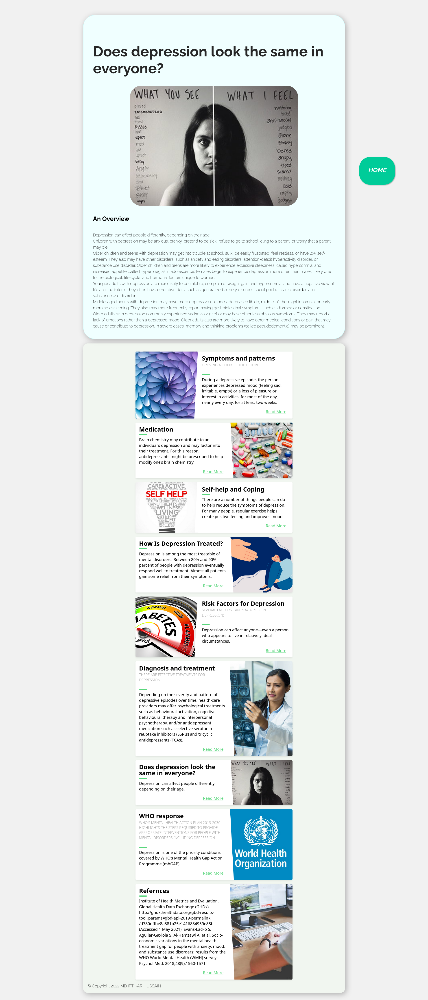 Does depression look the same in
everyone?
WHAT YOU SEE
WHAT I FEEL
pissed
INTIMIDATING
sad
tired
PISSED
sad
upset
pissed
sad
upset
bitchy
Angry
intimidating
cold
Pissed
Bitchy
angry
nothing
tired
anti-social
judged
alone
empty
bored
angry
tired
scared
nothing
cold
empty
judged
HOME
An Overview
Depression can affect people differently, depending on their age.
Children with depression may be anxious, cranky, pretend to be sick, refuse to go to school, cling to a parent, or worry that a parent
may die.
Older children and teens with depression may get into trouble at school, sulk, be easily frustrated, feel restless, or have low self-
esteem. They also may have other disorders, such as anxiety and eating disorders, attention-deficit hyperactivity disorder, or
substance use disorder. Older children and teens are more likely to experience excessive sleepiness (called hypersomnia) and
increased appetite (called hyperphagia). In adolescence, females begin to experience depression more often than males, likely due
to the biological, life cycle, and hormonal factors unique to women.
Younger adults with depression are more likely to be irritable, complain of weight gain and hypersomnia, and have a negative view of
life and the future. They often have other disorders, such as generalized anxiety disorder, social phobia, panic disorder, and
substance use disorders.
Middle-aged adults with depression may have more depressive episodes, decreased libido, middle-of-the-night insomnia, or early
morning awakening. They also may more frequently report having gastrointestinal symptoms such as diarrhea or constipation.
Older adults with depression commonly experience sadness or grief or may have other less obvious symptoms. They may report a
lack of emotions rather than a depressed mood. Older adults also are more likely to have other medical conditions or pain that may
cause or contribute to depression. In severe cases, memory and thinking problems (called pseudodementia) may be prominent.
Symptoms and patterns
OPENING A DOOR TO THE FUTURE
During a depressive episode, the person
experiences depressed mood (feeling sad,
irritable, empty) or a loss of pleasure or
interest in activities, for most of the day,
nearly every day, for at least two weeks.
Read More
Medication
Brain chemistry may contribute to an
individual's depression and may factor into
their treatment. For this reason,
antidepressants might be prescribed to help
modify one's brain chemistry.
Read More
CARE ACTIVE
RELAXED DIETING FITNESS LIVING
SELF HELP
RELAXED DIETING FITNESS LIVING
HEALTH LEISURE WELLNESS
NUTRIENTS
WELLNESS
LIVING
DIET LIFE CARE
FIT
Self-help and Coping
There are a number of things people can do
to help reduce the symptoms of depression.
For many people, regular exercise helps
create positive feeling and improves mood.
Read More
How Is Depression Treated?
Depression is among the most treatable of
mental disorders. Between 80% and 90%
percent of people with depression eventually
respond well to treatment. Almost all patients
gain some relief from their symptoms.
Read More
NORMAL
HIGH
ALARMING
IABETES
Level
Risk Factors for Depression
SEVERAL FACTORS CAN PLAY A ROLE IN
DEPRESSION:
Depression can affect anyone—even a person
who appears to live in relatively ideal
circumstances.
Read More
Diagnosis and treatment
THERE ARE EFFECTIVE TREATMENTS FOR
DEPRESSION.
Depending on the severity and pattern of
depressive episodes over time, health-care
providers may offer psychological treatments
such as behavioural activation, cognitive
behavioural therapy and interpersonal
psychotherapy, and/or antidepressant
medication such as selective serotonin
reuptake inhibitors (SSRIs) and tricyclic
antidepressants (TCAs).
Read More
Does depression look the
same in everyone?
Depression can affect people differently,
depending on their age.
Read More
WHAT YOU SEE
WHAT I FEEL
WHO response
WHO'S MENTAL HEALTH ACTION PLAN 2013-2030
HIGHLIGHTS THE STEPS REQUIRED TO PROVIDE
APPROPRIATE INTERVENTIONS FOR PEOPLE WITH
MENTAL DISORDERS INCLUDING DEPRESSION.
Depression is one of the priority conditions
covered by WHO's Mental Health Gap Action
Programme (mhGAP).
Read More
World Health
Organization
Refernces
Institute of Health Metrics and Evaluation.
Global Health Data Exchange (GHDx).
http://ghdx.healthdata.org/gbd-results-
tool?params=gbd-api-2019-permalink
/d780dffbe8a381b25e1416884959e88b
(Accessed 1 May 2021). Evans-Lacko S,
Aguilar-Gaxiola S, Al-Hamzawi A, et al. Socio-
economic variations in the mental health
treatment gap for people with anxiety, mood,
and substance use disorders: results from the
WHO World Mental Health (WMH) surveys.
Psychol Med. 2018;48(9):1560-1571.
Read More
© Copyright 2022 MD IFTIKAR HUSSAIN